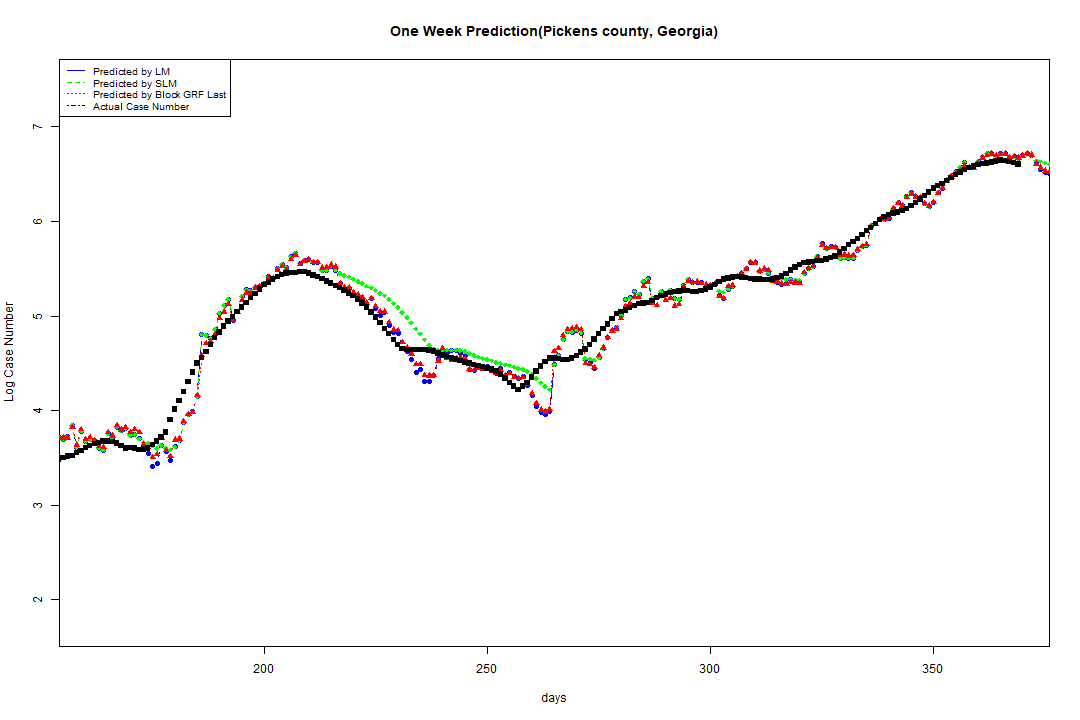 One Week Prediction(Pickens county, Georgia)
Predicted by LM
Predicted by SLM
Predicted by Block GRF Last
Actual Case Number
7
6
5
4
3
2
Log Case Number
200 250 300 350
days